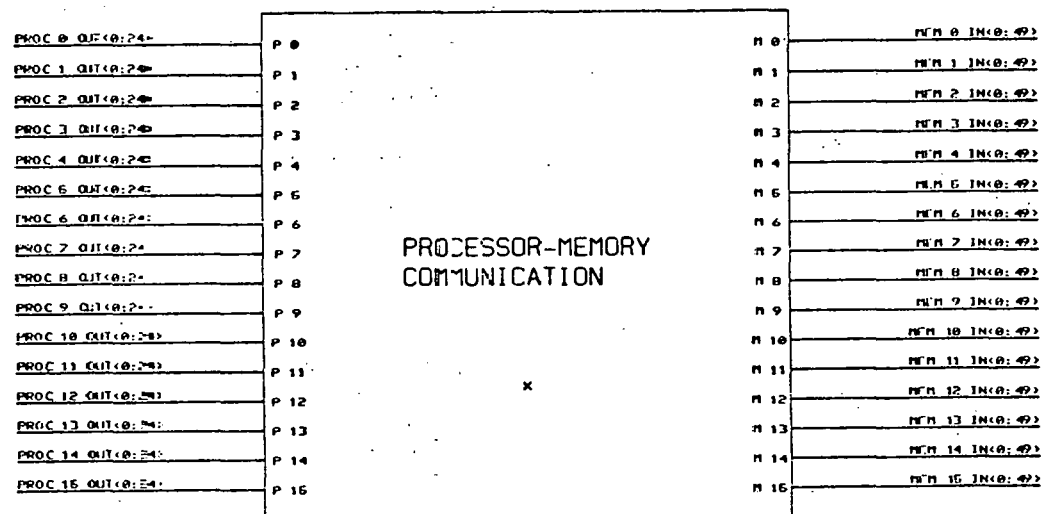 PROC 0 OUT<0:24>
P 0
M 0
MEM 0 IN<0:49>
PROC 1 OUT<0:24>
P 1
M 1
MEM 1 IN<0:49>
PROC 2 OUT<0:24>
P 2
M 2
MEM 2 IN<0:49>
PROC 3 OUT<0:24>
P 3
M 3
MEM 3 IN<0:49>
PROC 4 OUT<0:24>
P 4
M 4
MEM 4 IN<0:49>
PROC 5 OUT<0:24>
P 5
M 5
MEM 5 IN<0:49>
PROC 6 OUT<0:24>
P 6
M 6
MEM 6 IN<0:49>
PROC 7 OUT<0:24
P 7
M 7
MEM 7 IN<0:49>
PROCESSOR-MEMORY
COMMUNICATION
PROC 8 OUT<0:2
P 8
M 8
MEM 8 IN<0:49>
PROC 9 OUT<0:2
P 9
M 9
MEM 9 IN<0:49>
PROC 10 OUT<0:24>
P 10
M 10
MEM 10 IN<0:49>
PROC 11 OUT<0:24>
P 11
M 11
MEM 11 IN<0:49>
PROC 12 OUT<0:24>
P 12
M 12
MEM 12 IN<0:49>
PROC 13 OUT<0:24>
P 13
M 13
MEM 13 IN<0:49>
PROC 14 OUT<0:24>
P 14
M 14
MEM 14 IN<0:49>
PROC 15 OUT<0:24>
P 15
M 15
MEM 15 IN<0:49>